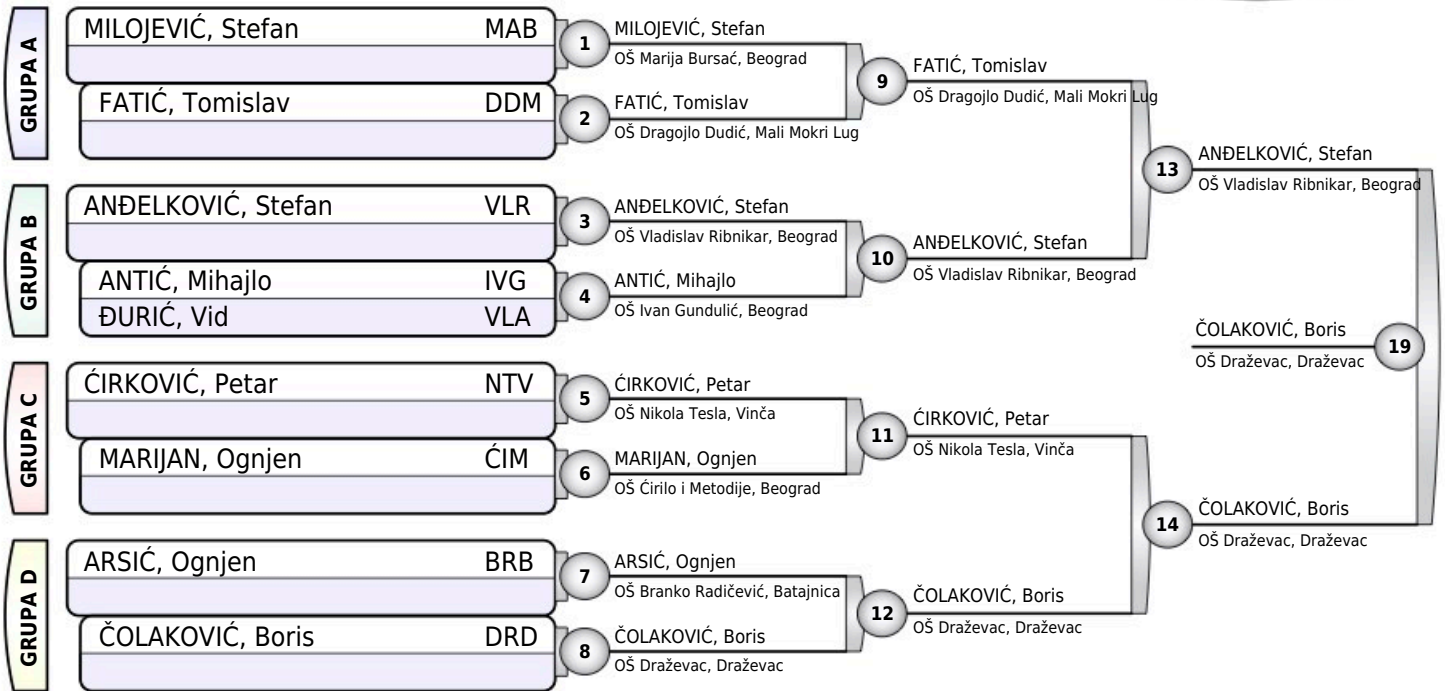 GRUPA A
MILOJEVIĆ, Stefan MAB
FATIĆ, Tomislav DDM
GRUPA B
ANĐELKOVIĆ, Stefan VLR
ANTIĆ, Mihajlo IVG
ĐURIĆ, Vid VLA
GRUPA C
ĆIRKOVIĆ, Petar NTV
MARIJAN, Ognjen ĆIM
GRUPA D
ARSIĆ, Ognjen BRB
ČOLAKOVIĆ, Boris DRD
1
MILOJEVIĆ, Stefan
OŠ Marija Bursać, Beograd
2
FATIĆ, Tomislav
OŠ Dragojlo Dudić, Mali Mokri Lug
3
ANĐELKOVIĆ, Stefan
OŠ Vladislav Ribnikar, Beograd
4
ANTIĆ, Mihajlo
OŠ Ivan Gundulić, Beograd
5
ĆIRKOVIĆ, Petar
OŠ Nikola Tesla, Vinča
6
MARIJAN, Ognjen
OŠ Ćirilo i Metodije, Beograd
7
ARSIĆ, Ognjen
OŠ Branko Radičević, Batajnica
8
ČOLAKOVIĆ, Boris
OŠ Draževac, Draževac
9
FATIĆ, Tomislav
OŠ Dragojlo Dudić, Mali Mokri Lug
10
ANĐELKOVIĆ, Stefan
OŠ Vladislav Ribnikar, Beograd
11
ĆIRKOVIĆ, Petar
OŠ Nikola Tesla, Vinča
12
ČOLAKOVIĆ, Boris
OŠ Draževac, Draževac
13
ANĐELKOVIĆ, Stefan
OŠ Vladislav Ribnikar, Beograd
14
ČOLAKOVIĆ, Boris
OŠ Draževac, Draževac
ČOLAKOVIĆ, Boris
OŠ Draževac, Draževac
19